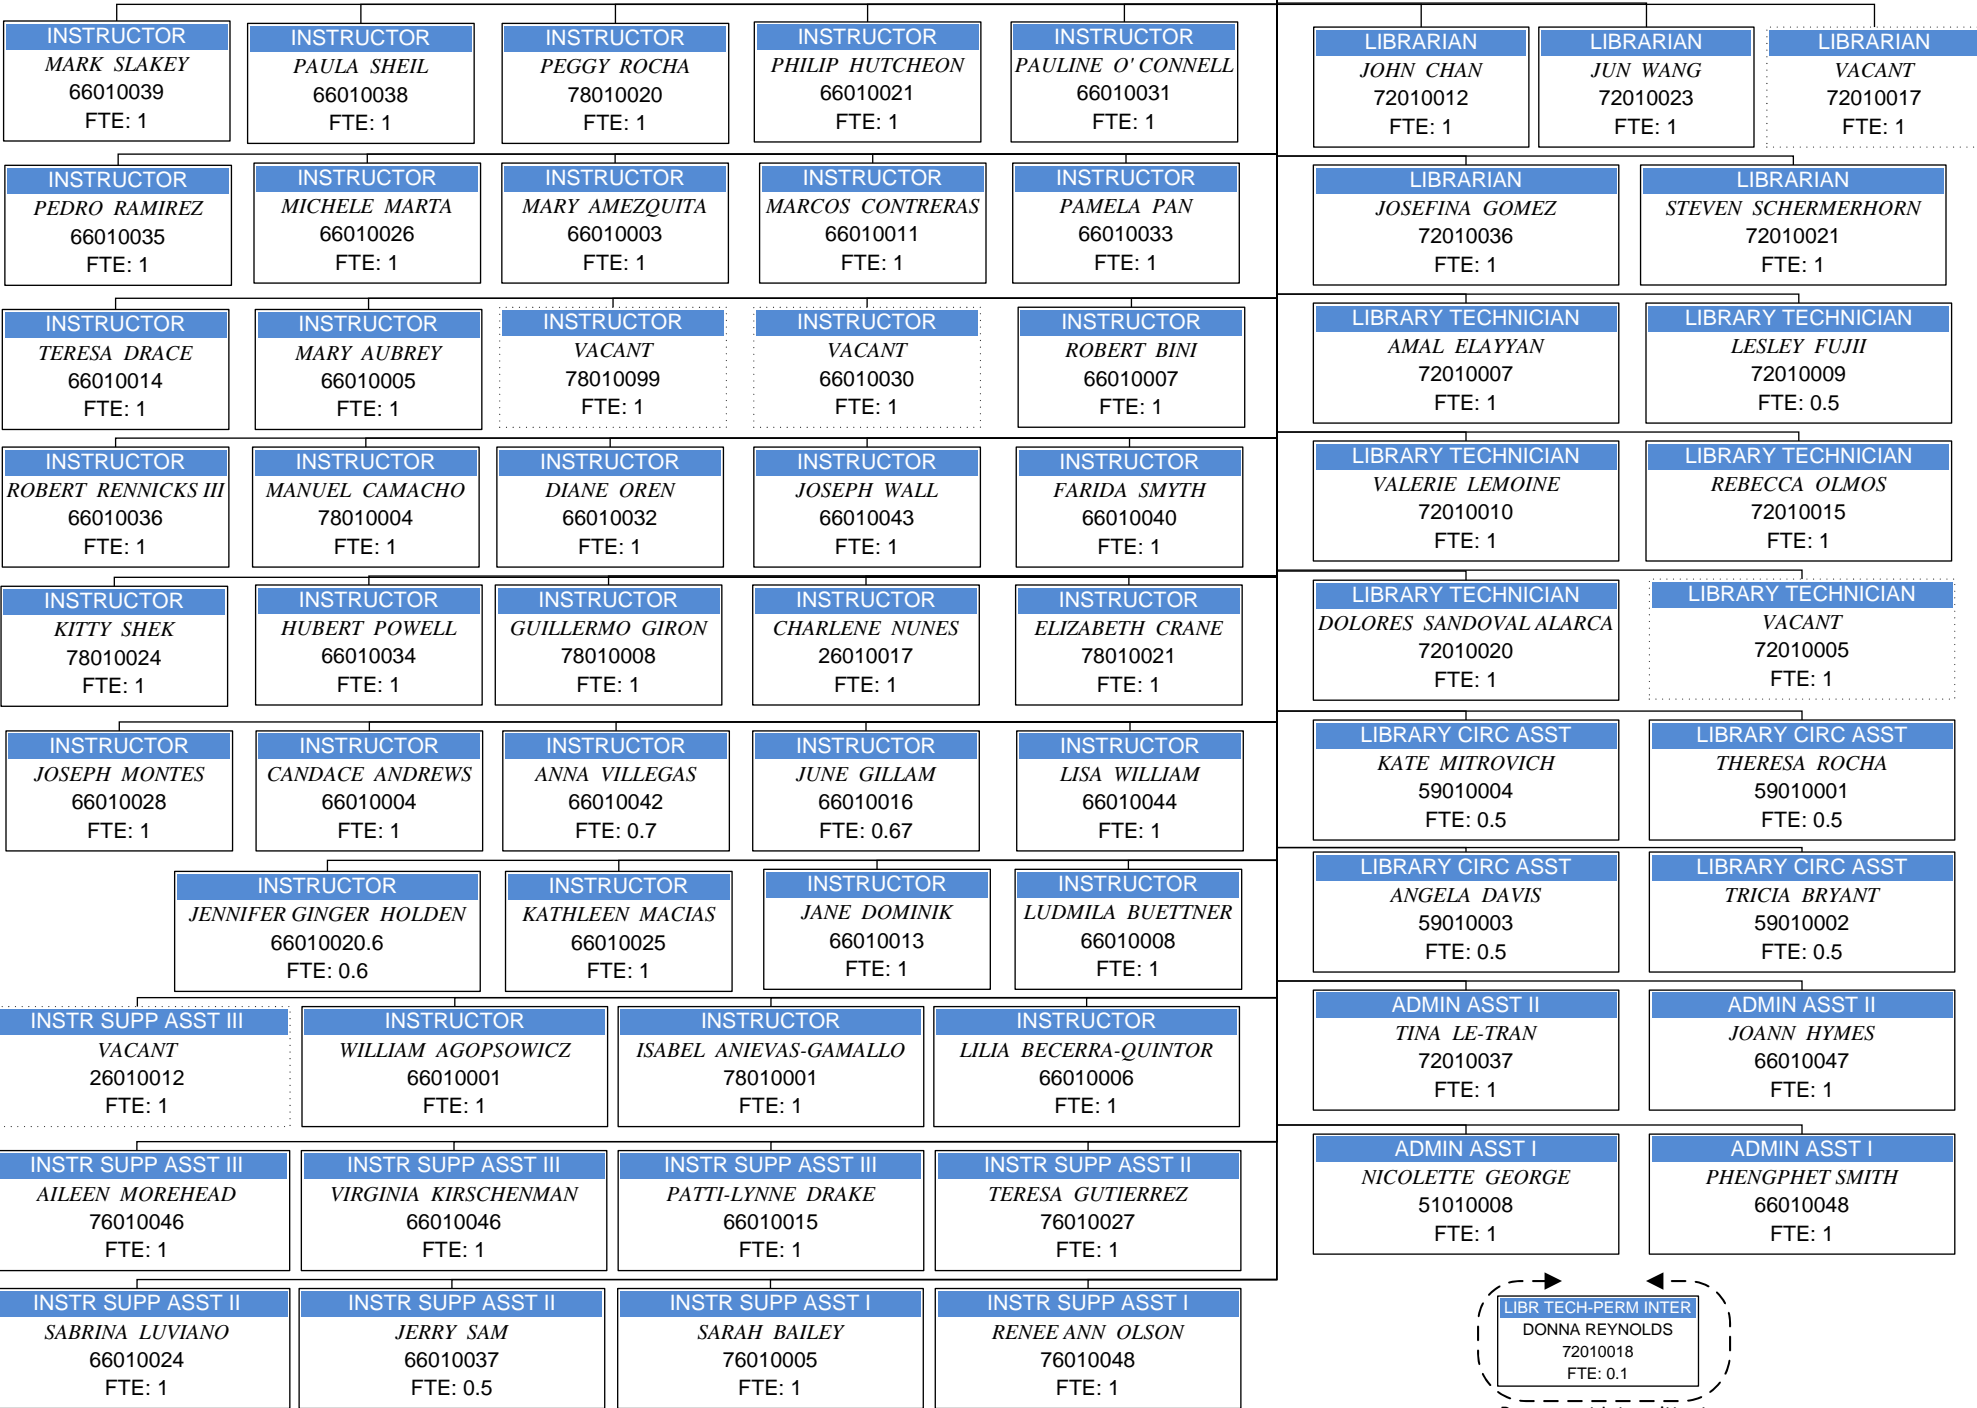 INSTRUCTOR
MARK SLAKEY
66010039
FTE: 1
INSTRUCTOR
PAULA SHEIL
66010038
FTE: 1
INSTRUCTOR
PEGGY ROCHA
78010020
FTE: 1
INSTRUCTOR
PHILIP HUTCHEON
66010021
FTE: 1
INSTRUCTOR
PAULINE O' CONNELL
66010031
FTE: 1
LIBRARIAN
JOHN CHAN
72010012
FTE: 1
LIBRARIAN
JUN WANG
72010023
FTE: 1
LIBRARIAN
VACANT
72010017
FTE: 1
INSTRUCTOR
PEDRO RAMIREZ
66010035
FTE: 1
INSTRUCTOR
MICHELE MARTA
66010026
FTE: 1
INSTRUCTOR
MARY AMEZQUITA
66010003
FTE: 1
INSTRUCTOR
MARCOS CONTRERAS
66010011
FTE: 1
INSTRUCTOR
PAMELA PAN
66010033
FTE: 1
LIBRARIAN
JOSEFINA GOMEZ
72010036
FTE: 1
LIBRARIAN
STEVEN SCHERMERHORN
72010021
FTE: 1
INSTRUCTOR
TERESA DRACE
66010014
FTE: 1
INSTRUCTOR
MARY AUBREY
66010005
FTE: 1
INSTRUCTOR
VACANT
78010099
FTE: 1
INSTRUCTOR
VACANT
66010030
FTE: 1
INSTRUCTOR
ROBERT BINI
66010007
FTE: 1
LIBRARY TECHNICIAN
AMAL ELAYYAN
72010007
FTE: 1
LIBRARY TECHNICIAN
LESLEY FUJII
72010009
FTE: 0.5
INSTRUCTOR
ROBERT RENNICKS III
66010036
FTE: 1
INSTRUCTOR
MANUEL CAMACHO
78010004
FTE: 1
INSTRUCTOR
DIANE OREN
66010032
FTE: 1
INSTRUCTOR
JOSEPH WALL
66010043
FTE: 1
INSTRUCTOR
FARIDA SMYTH
66010040
FTE: 1
LIBRARY TECHNICIAN
VALERIE LEMOINE
72010010
FTE: 1
LIBRARY TECHNICIAN
REBECCA OLMOS
72010015
FTE: 1
INSTRUCTOR
KITTY SHEK
78010024
FTE: 1
INSTRUCTOR
HUBERT POWELL
66010034
FTE: 1
INSTRUCTOR
GUILLERMO GIRON
78010008
FTE: 1
INSTRUCTOR
CHARLENE NUNES
26010017
FTE: 1
INSTRUCTOR
ELIZABETH CRANE
78010021
FTE: 1
LIBRARY TECHNICIAN
DOLORES SANDOVAL ALARCA
72010020
FTE: 1
LIBRARY TECHNICIAN
VACANT
72010005
FTE: 1
INSTRUCTOR
JOSEPH MONTES
66010028
FTE: 1
INSTRUCTOR
CANDACE ANDREWS
66010004
FTE: 1
INSTRUCTOR
ANNA VILLEGAS
66010042
FTE: 0.7
INSTRUCTOR
JUNE GILLAM
66010016
FTE: 0.67
INSTRUCTOR
LISA WILLIAM
66010044
FTE: 1
LIBRARY CIRC ASST
KATE MITROVICH
59010004
FTE: 0.5
LIBRARY CIRC ASST
THERESA ROCHA
59010001
FTE: 0.5
INSTRUCTOR
JENNIFER GINGER HOLDEN
66010020.6
FTE: 0.6
INSTRUCTOR
KATHLEEN MACIAS
66010025
FTE: 1
INSTRUCTOR
JANE DOMINIK
66010013
FTE: 1
INSTRUCTOR
LUDMILA BUETTNER
66010008
FTE: 1
LIBRARY CIRC ASST
ANGELA DAVIS
59010003
FTE: 0.5
LIBRARY CIRC ASST
TRICIA BRYANT
59010002
FTE: 0.5
INSTR SUPP ASST III
VACANT
26010012
FTE: 1
INSTRUCTOR
WILLIAM AGOPSOWICZ
66010001
FTE: 1
INSTRUCTOR
ISABEL ANIEVAS-GAMALLO
78010001
FTE: 1
INSTRUCTOR
LILIA BECERRA-QUINTOR
66010006
FTE: 1
ADMIN ASST II
TINA LE-TRAN
72010037
FTE: 1
ADMIN ASST II
JOANN HYMES
66010047
FTE: 1
INSTR SUPP ASST III
AILEEN MOREHEAD
76010046
FTE: 1
INSTR SUPP ASST III
VIRGINIA KIRSCHENMAN
66010046
FTE: 1
INSTR SUPP ASST III
PATTI-LYNNE DRAKE
66010015
FTE: 1
INSTR SUPP ASST II
TERESA GUTIERREZ
76010027
FTE: 1
ADMIN ASST I
NICOLETTE GEORGE
51010008
FTE: 1
ADMIN ASST I
PHENGPHET SMITH
66010048
FTE: 1
INSTR SUPP ASST II
SABRINA LUVIANO
66010024
FTE: 1
INSTR SUPP ASST II
JERRY SAM
66010037
FTE: 0.5
INSTR SUPP ASST I
SARAH BAILEY
76010005
FTE: 1
INSTR SUPP ASST I
RENEE ANN OLSON
76010048
FTE: 1
LIBR TECH-PERM INTER
DONNA REYNOLDS
72010018
FTE: 0.1